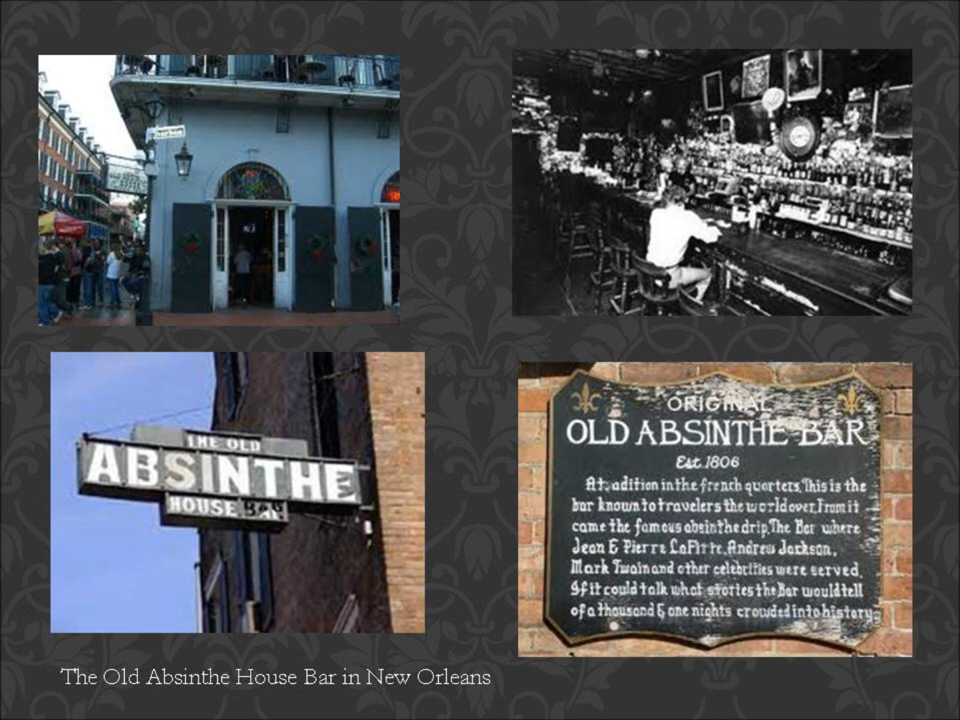 THE OLD
ABSINTHE
HOUSE BAR
ORIGINAL
OLD ABSINTHE BAR
Est. 1806
A tradition in the french quarters. This is the
bar known to travelers the world over. From it
came the famous absinthe drip. The Bar where
Jean & Pierre LaFitte, Andrew Jackson,
Mark Twain and other celebrities were served.
If it could talk what stories the Bar would tell
of a thousand & one nights crowded into history
The Old Absinthe House Bar in New Orleans